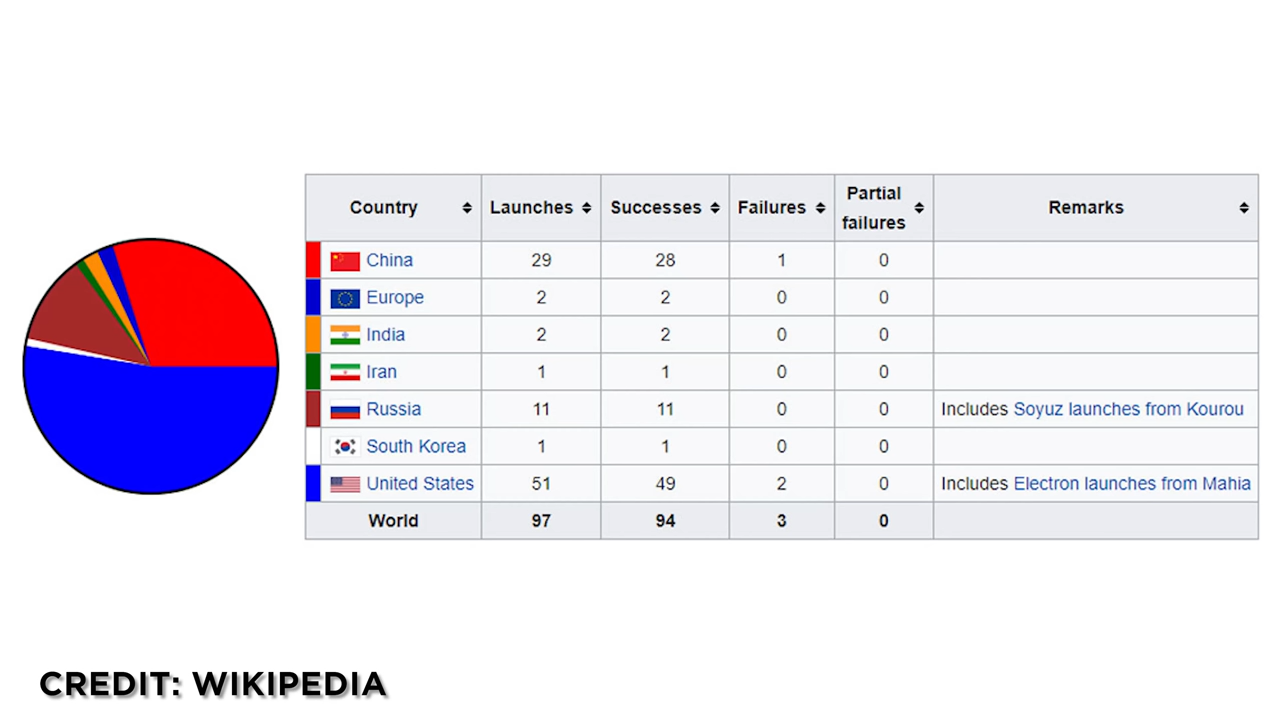 Country Launches Successes Failures Partial failures Remarks
China 29 28 1 0
Europe 2 2 0 0
India 2 2 0 0
Iran 1 1 0 0
Russia 11 11 0 0 Includes Soyuz launches from Kourou
South Korea 1 1 0 0
United States 51 49 2 0 Includes Electron launches from Mahia
World 97 94 3 0
CREDIT: WIKIPEDIA